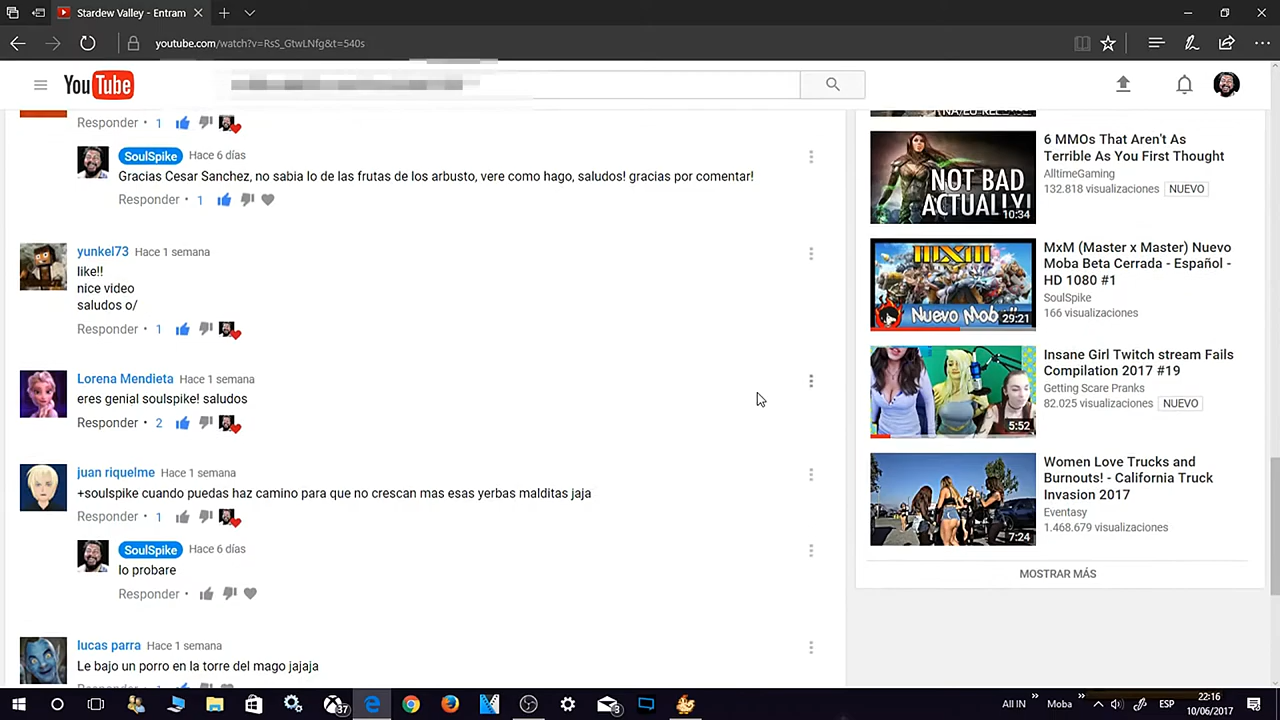 Stardew Valley - Entram
youtube.com/watch?v=RsS_GtwLNfg&t=540s
YouTube
Responder • 1
SoulSpike Hace 6 días
Gracias Cesar Sanchez, no sabia lo de las frutas de los arbusto, vere como hago, saludos! gracias por comentar!
Responder • 1
yunkel73 Hace 1 semana
like!!
nice video
saludos o/
Responder • 1
Lorena Mendieta Hace 1 semana
eres genial soulspike! saludos
Responder • 2
juan riquelme Hace 1 semana
+soulspike cuando puedas haz camino para que no crescan mas esas yerbas malditas jaja
Responder • 1
SoulSpike Hace 6 días
lo probare
Responder •
lucas parra Hace 1 semana
Le bajo un porro en la torre del mago jajaja
NOT BAD
ACTUALLY!
10:34
6 MMOs That Aren't As
Terrible As You First Thought
AlltimeGaming
132.818 visualizaciones NUEVO
MXM
Nuevo Moba
29:21
MxM (Master x Master) Nuevo
Moba Beta Cerrada - Español -
HD 1080 #1
SoulSpike
166 visualizaciones
5:52
Insane Girl Twitch stream Fails
Compilation 2017 #19
Getting Scare Pranks
82.025 visualizaciones NUEVO
7:24
Women Love Trucks and
Burnouts! - California Truck
Invasion 2017
Eventasy
1.468.679 visualizaciones
MOSTRAR MÁS
37
3
All IN
Moba
ESP
22:16
10/06/2017